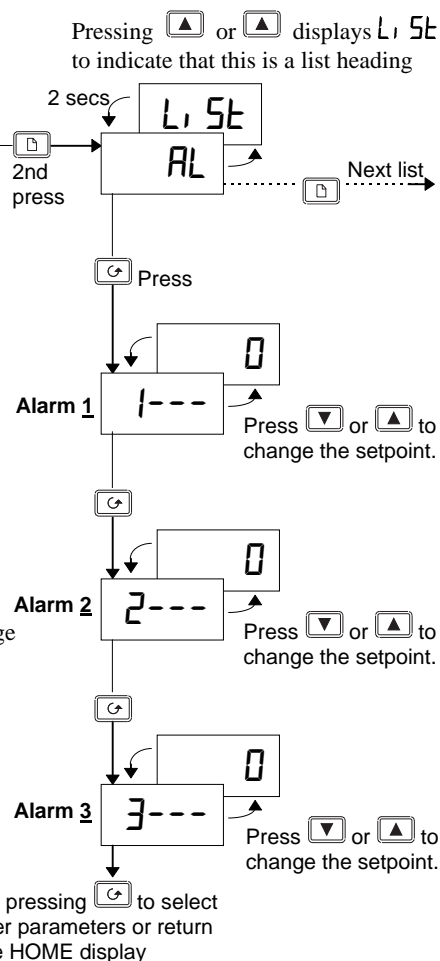 Pressing ▲ or ▲ displays Li St
to indicate that this is a list heading
2 secs
Li St
AL
2nd
press
Next list
Press
0
Alarm 1
1---
Press ▼ or ▲ to
change the setpoint.
0
Alarm 2
2---
Press ▼ or ▲ to
change the setpoint.
0
Alarm 3
3---
Press ▼ or ▲ to
change the setpoint.
pressing to select
er parameters or return
e HOME display